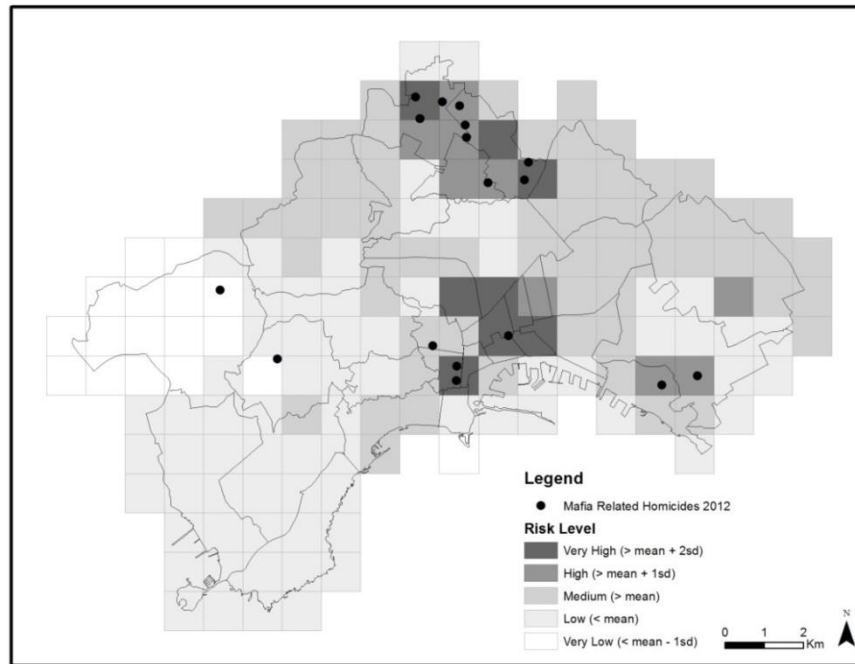 Legend
Mafia Related Homicides 2012
Risk Level
Very High (> mean + 2sd)
High (> mean + 1sd)
Medium (> mean)
Low (< mean)
Very Low (< mean - 1sd)
0 1 2
Km
N